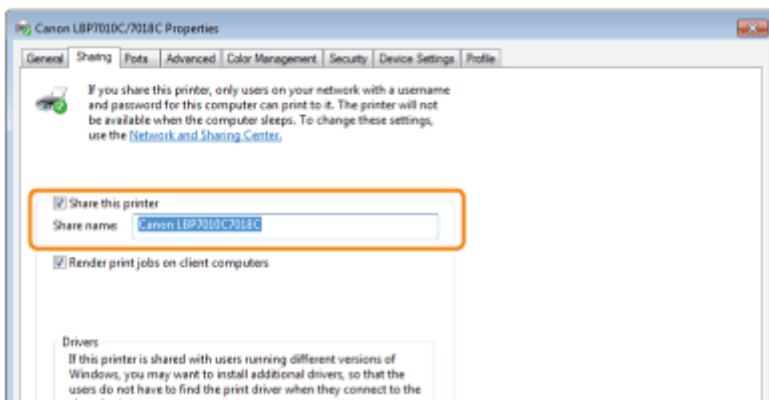 Canon LBP7010C/7018C Properties
General Sharing Ports Advanced Color Management Security Device Settings Profile
If you share this printer, only users on your network with a username
and password for this computer can print to it. The printer will not
be available when the computer sleeps. To change these settings,
use the Network and Sharing Center.
Share this printer
Share name: Canon LBP7010C7018C
Render print jobs on client computers
Drivers
If this printer is shared with users running different versions of
Windows, you may want to install additional drivers, so that the
users do not have to find the print driver when they connect to the